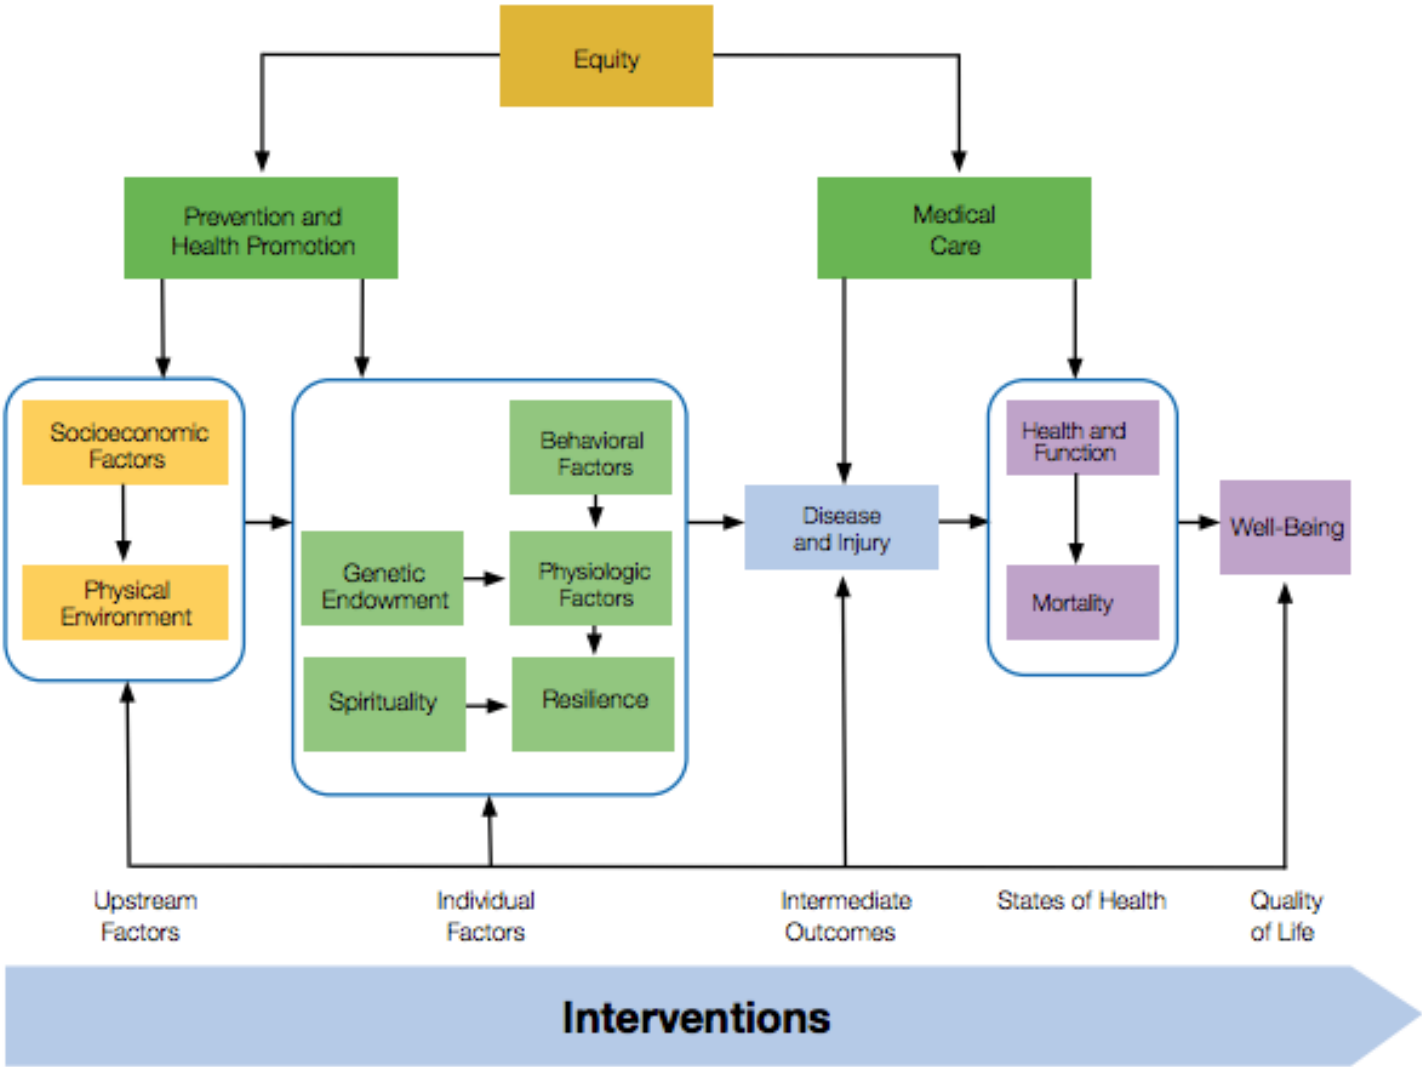 Equity
Prevention and
Health Promotion
Medical
Care
Socioeconomic
Factors
Physical
Environment
Behavioral
Factors
Genetic
Endowment
Physiologic
Factors
Spirituality
Resilience
Disease
and Injury
Health and
Function
Mortality
Well-Being
Upstream
Factors
Individual
Factors
Intermediate
Outcomes
States of Health
Quality
of Life
Interventions